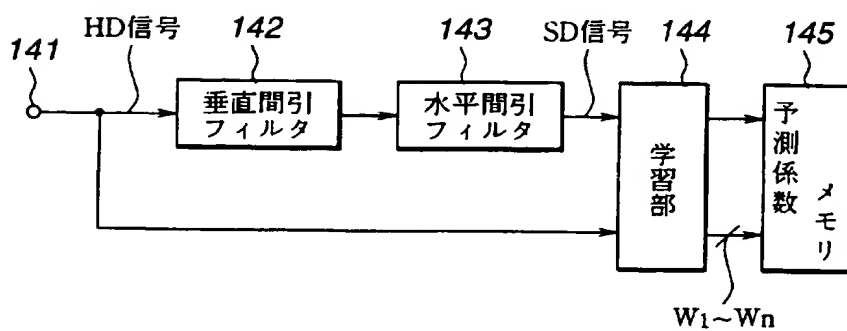 141
HD信号
142
143
SD信号
144
145
垂直間引
フィルタ
水平間引
フィルタ
学習部
予測係数
メモリ
W1~Wn